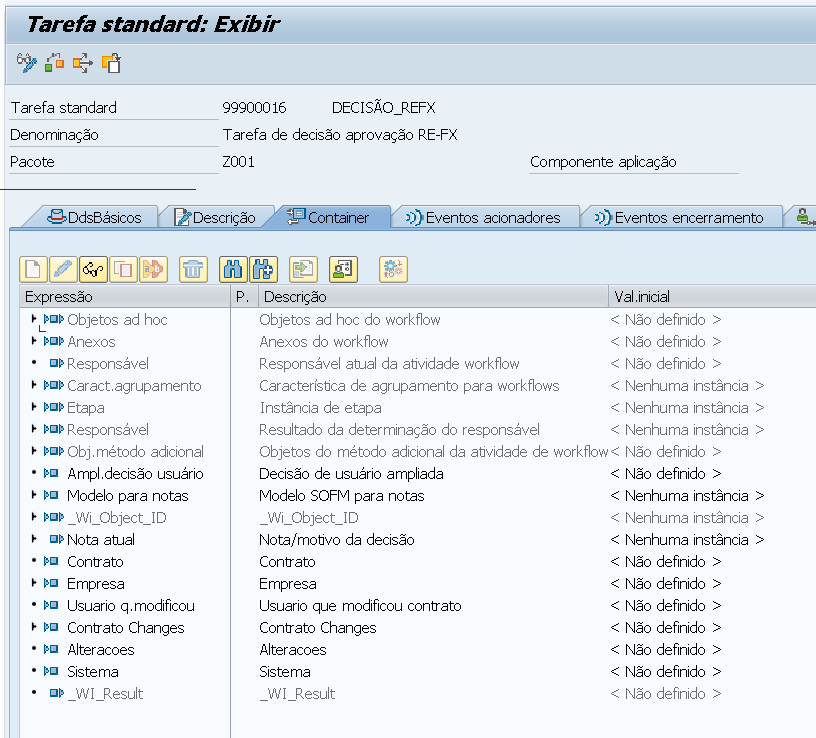 Tarefa standard: Exibir
Tarefa standard 99900016 DECISÃO_REFX
Denominação Tarefa de decisão aprovação RE-FX
Pacote Z001 Componente aplicação
DdsBásicos Descrição Container Eventos acionadores Eventos encerramento
Expressão P. Descrição Val.inicial
Objetos ad hoc Objetos ad hoc do workflow < Não definido >
Anexos Anexos do workflow < Não definido >
Responsável Responsável atual da atividade workflow < Não definido >
Caract.agrupamento Característica de agrupamento para workflows < Nenhuma instância >
Etapa Instância de etapa < Nenhuma instância >
Responsável Resultado da determinação do responsável < Nenhuma instância >
Obj.método adicional Objetos do método adicional da atividade de workflow < Não definido >
Ampl.decisão usuário Decisão de usuário ampliada < Não definido >
Modelo para notas Modelo SOFM para notas < Nenhuma instância >
_Wi_Object_ID _Wi_Object_ID < Nenhuma instância >
Nota atual Nota/motivo da decisão < Nenhuma instância >
Contrato Contrato < Não definido >
Empresa Empresa < Não definido >
Usuario q.modificou Usuario que modificou contrato < Não definido >
Contrato Changes Contrato Changes < Não definido >
Alteracoes Alteracoes < Não definido >
Sistema Sistema < Não definido >
_WI_Result _WI_Result < Não definido >